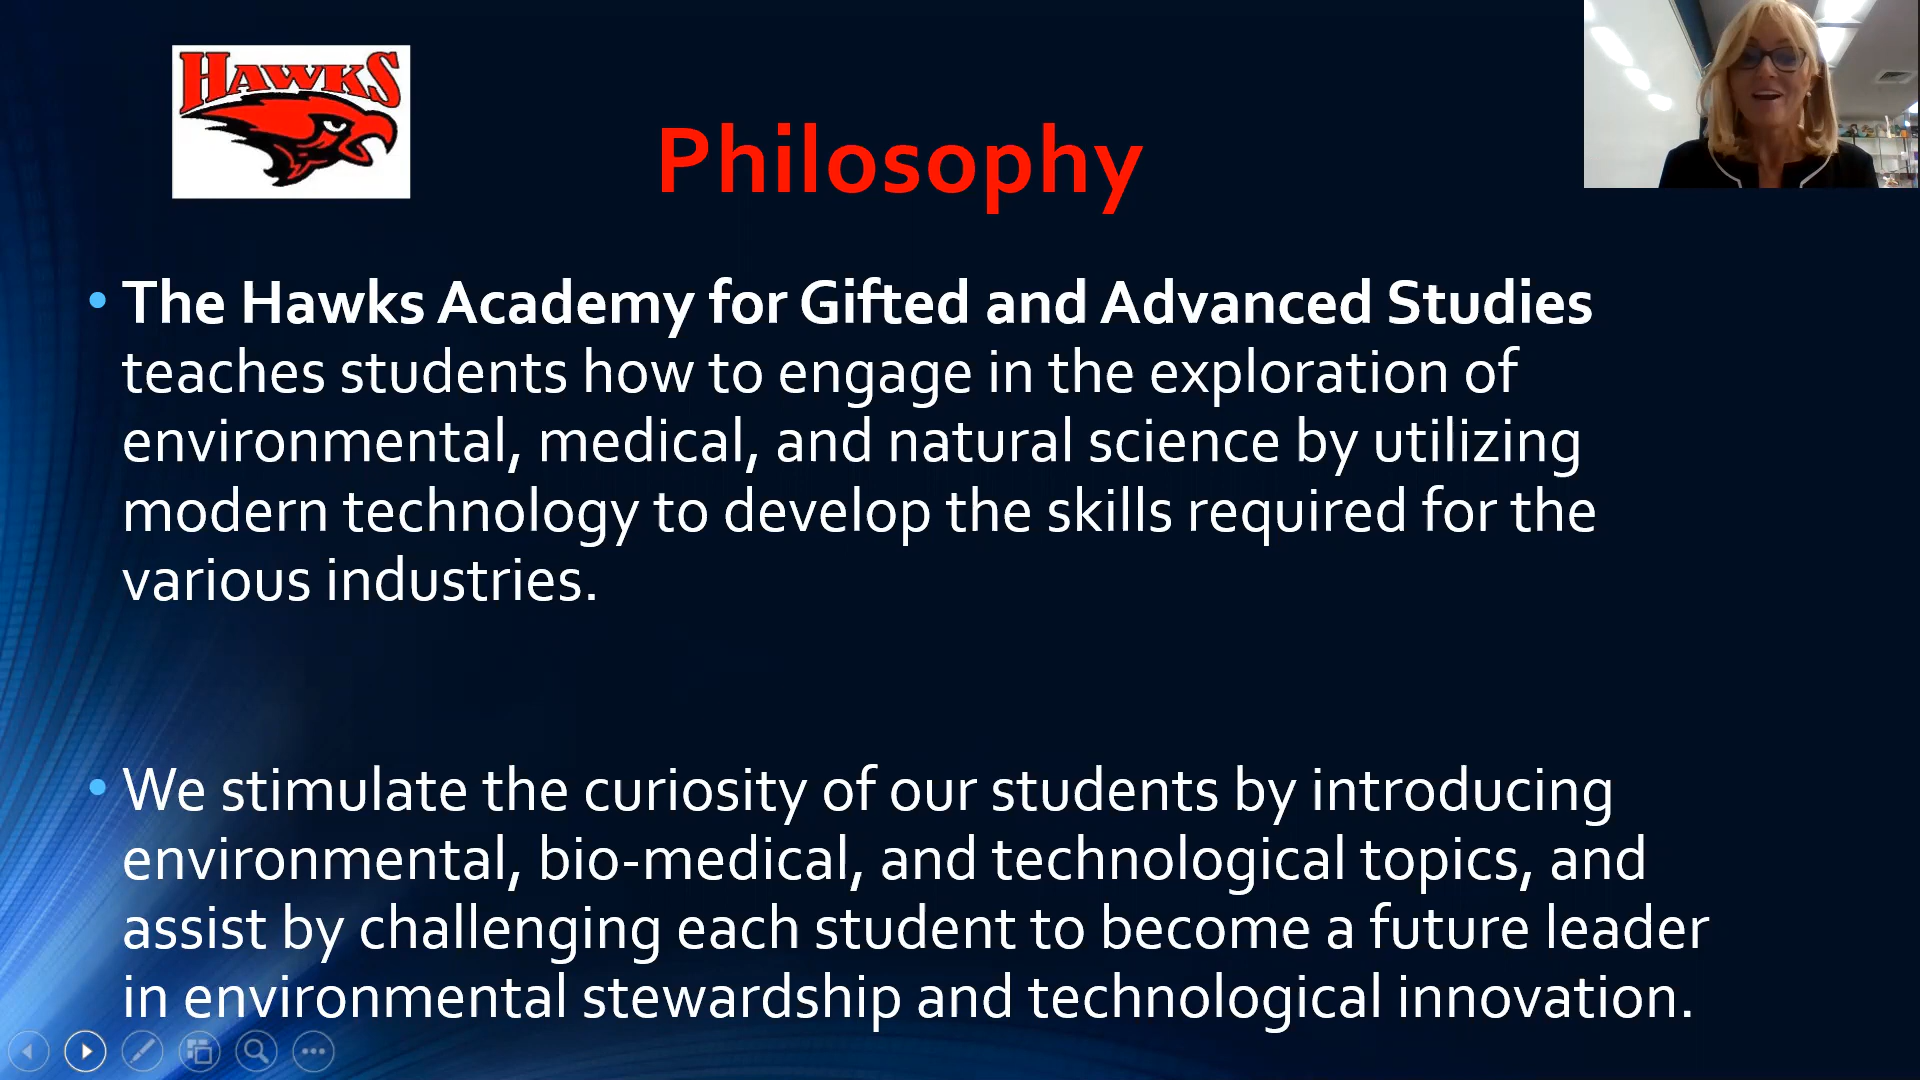 HAWKS
Philosophy
• The Hawks Academy for Gifted and Advanced Studies
teaches students how to engage in the exploration of
environmental, medical, and natural science by utilizing
modern technology to develop the skills required for the
various industries.
• We stimulate the curiosity of our students by introducing
environmental, bio-medical, and technological topics, and
assist by challenging each student to become a future leader
in environmental stewardship and technological innovation.